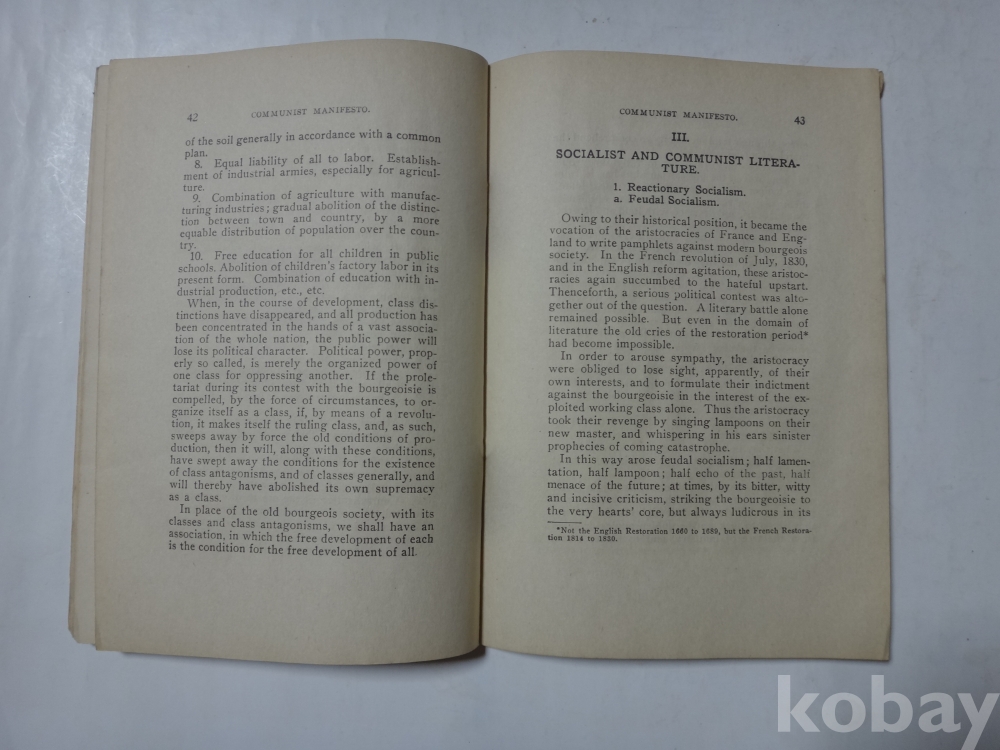 42 COMMUNIST MANIFESTO.
of the soil generally in accordance with a common
plan.
8. Equal liability of all to labor. Establish-
ment of industrial armies, especially for agricul-
ture.
9. Combination of agriculture with manufac-
turing industries; gradual abolition of the distinc-
tion between town and country, by a more
equable distribution of population over the coun-
try.
10. Free education for all children in public
schools. Abolition of children's factory labor in its
present form. Combination of education with in-
dustrial production, etc., etc.
When, in the course of development, class dis-
tinctions have disappeared, and all production has
been concentrated in the hands of a vast associa-
tion of the whole nation, the public power will
lose its political character. Political power, prop-
erly so called, is merely the organized power of
one class for oppressing another. If the prole-
tariat during its contest with the bourgeoisie is
compelled, by the force of circumstances, to or-
ganize itself as a class, if, by means of a revolu-
tion, it makes itself the ruling class, and, as such,
sweeps away by force the old conditions of pro-
duction, then it will, along with these conditions,
have swept away the conditions for the existence
of class antagonisms, and of classes generally, and
will thereby have abolished its own supremacy
as a class.
In place of the old bourgeois society, with its
classes and class antagonisms, we shall have an
association, in which the free development of each
is the condition for the free development of all.
COMMUNIST MANIFESTO. 43
III.
SOCIALIST AND COMMUNIST LITERA-
TURE.
1. Reactionary Socialism.
a. Feudal Socialism.
Owing to their historical position, it became the
vocation of the aristocracies of France and Eng-
land to write pamphlets against modern bourgeois
society. In the French revolution of July, 1830,
and in the English reform agitation, these aristoc-
racies again succumbed to the hateful upstart.
Thenceforth, a serious political contest was alto-
gether out of the question. A literary battle alone
remained possible. But even in the domain of
literature the old cries of the restoration period*
had become impossible.
In order to arouse sympathy, the aristocracy
were obliged to lose sight, apparently, of their
own interests, and to formulate their indictment
against the bourgeoisie in the interest of the ex-
ploited working class alone. Thus the aristocracy
took their revenge by singing lampoons on their
new master, and whispering in his ears sinister
prophecies of coming catastrophe.
In this way arose feudal socialism; half lamen-
tation, half lampoon; half echo of the past, half
menace of the future; at times, by its bitter, witty
and incisive criticism, striking the bourgeoisie to
the very hearts' core, but always ludicrous in its
*Not the English Restoration 1660 to 1689, but the French Restora-
tion 1814 to 1830.
kobay